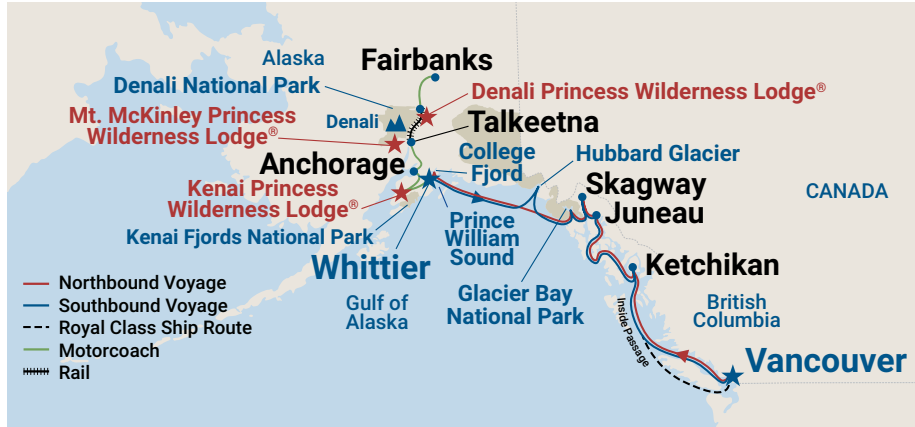 Alaska
Fairbanks
Denali National Park
Denali Princess Wilderness Lodge®
Mt. McKinley Princess
Wilderness Lodge®
Denali
Talkeetna
College
Fjord
Hubbard Glacier
Anchorage
Skagway
Kenai Princess
Wilderness Lodge®
CANADA
Juneau
Prince
William
Sound
Kenai Fjords National Park
Whittier
Ketchikan
Glacier Bay
National Park
Gulf of
Alaska
British
Columbia
Inside Passage
Vancouver
Northbound Voyage
Southbound Voyage
Royal Class Ship Route
Motorcoach
Rail